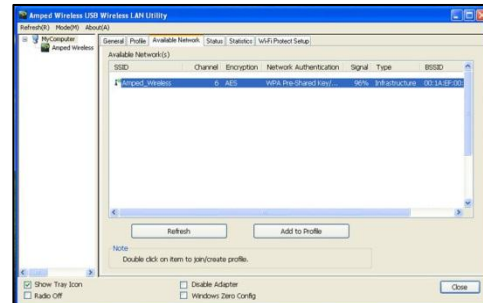 Amped Wireless USB Wireless LAN Utility
Refresh(R) Mode(M) About(A)
MyComputer
Amped Wireless
General Profile Available Network Status Statistics Wi-Fi Protect Setup
Available Network(s)
SSID Channel Encryption Network Authentication Signal Type BSSID
Amped_Wireless 6 AES WPA Pre-Shared Key/... 96% Infrastructure 00:1A:EF:00:
Refresh Add to Profile
Note
Double click on item to join/create profile.
Show Tray Icon Disable Adapter
Radio Off Windows Zero Config
Close